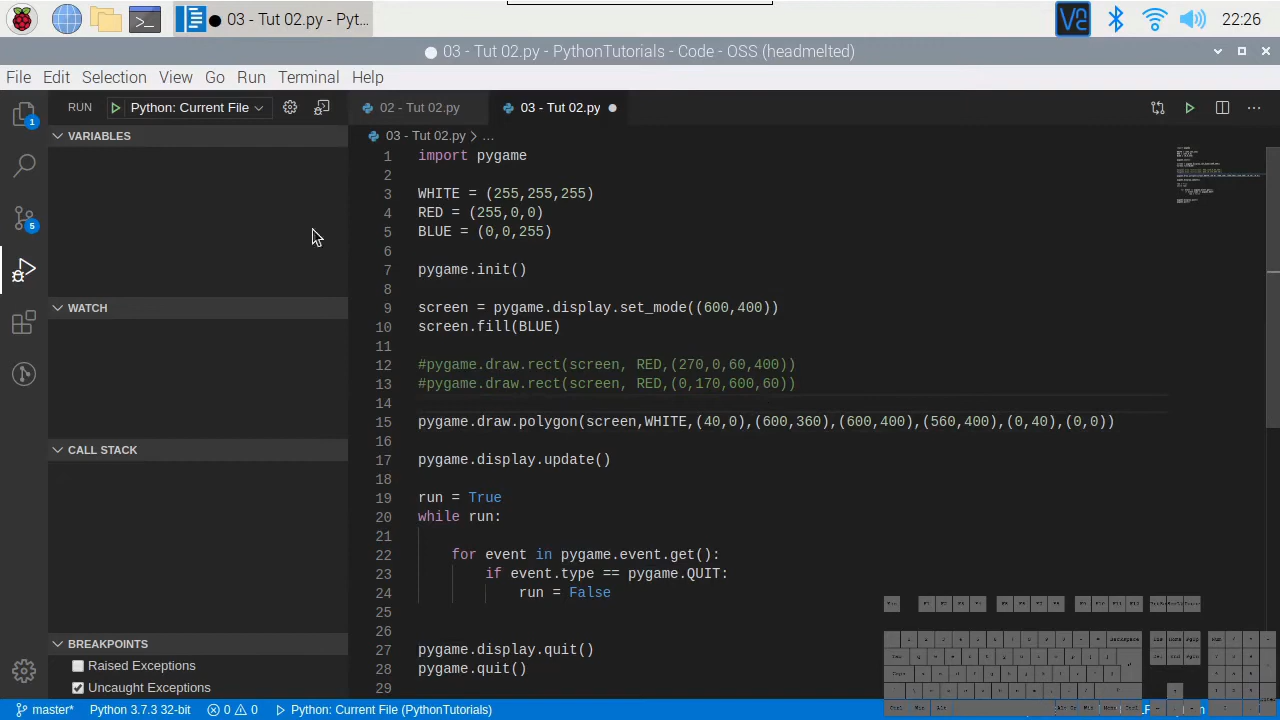 03 - Tut 02.py - Pyt...
22:26
03 - Tut 02.py - PythonTutorials - Code - OSS (headmelted)
File Edit Selection View Go Run Terminal Help
RUN Python: Current File
02 - Tut 02.py 03 - Tut 02.py
1
5
VARIABLES
WATCH
CALL STACK
BREAKPOINTS
Raised Exceptions
Uncaught Exceptions
03 - Tut 02.py > ...
1 import pygame
2
3 WHITE = (255,255,255)
4 RED = (255,0,0)
5 BLUE = (0,0,255)
6
7 pygame.init()
8
9 screen = pygame.display.set_mode((600,400))
10 screen.fill(BLUE)
11
12 #pygame.draw.rect(screen, RED,(270,0,60,400))
13 #pygame.draw.rect(screen, RED,(0,170,600,60))
14
15 pygame.draw.polygon(screen,WHITE,(40,0),(600,360),(600,400),(560,400),(0,40),(0,0))
16
17 pygame.display.update()
18
19 run = True
20 while run:
21
22 for event in pygame.event.get():
23 if event.type == pygame.QUIT:
24 run = False
25
26
27 pygame.display.quit()
28 pygame.quit()
29
master* Python 3.7.3 32-bit 0 0 Python: Current File (PythonTutorials)